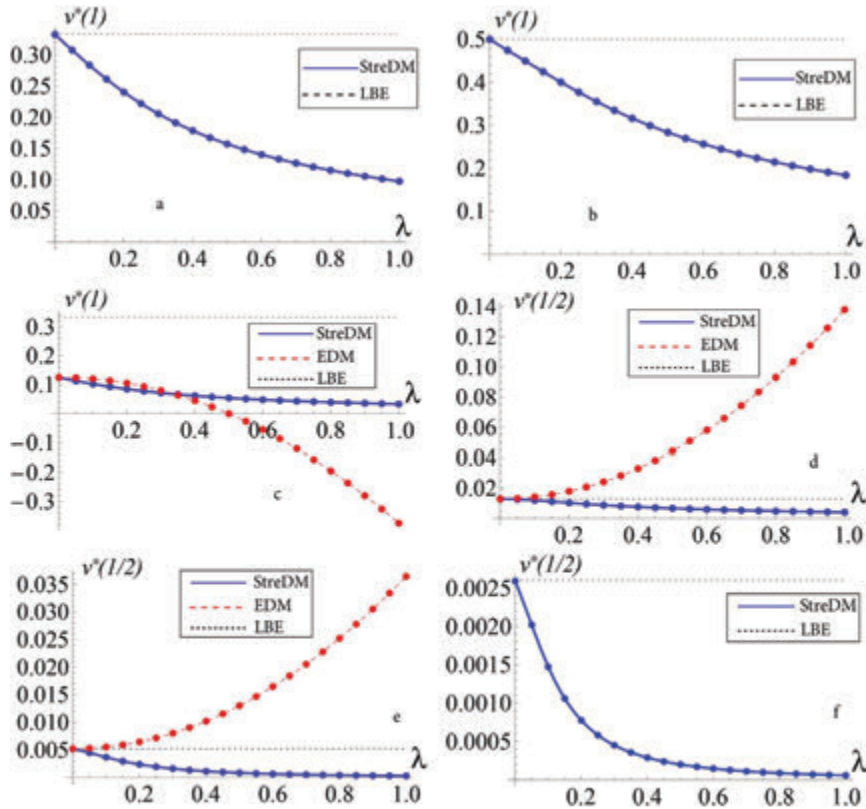 v*(1)
0.30
0.25
0.20
0.15
0.10
0.05
StreDM
LBE
a
λ
0.2 0.4 0.6 0.8 1.0
v*(1)
0.5
0.4
0.3
0.2
0.1
StreDM
LBE
b
λ
0.2 0.4 0.6 0.8 1.0
v*(1)
0.3
0.2
0.1
−0.1
−0.2
−0.3
StreDM
EDM
LBE
λ
0.2 0.4 0.6 0.8 1.0
c
v*(1/2)
0.14
0.12
0.10
0.08
0.06
0.04
0.02
StreDM
EDM
LBE
d
λ
0.2 0.4 0.6 0.8 1.0
v*(1/2)
0.035
0.030
0.025
0.020
0.015
0.010
0.005
StreDM
EDM
LBE
e
λ
0.2 0.4 0.6 0.8 1.0
v*(1/2)
0.0025
0.0020
0.0015
0.0010
0.0005
StreDM
LBE
f
λ
0.2 0.4 0.6 0.8 1.0